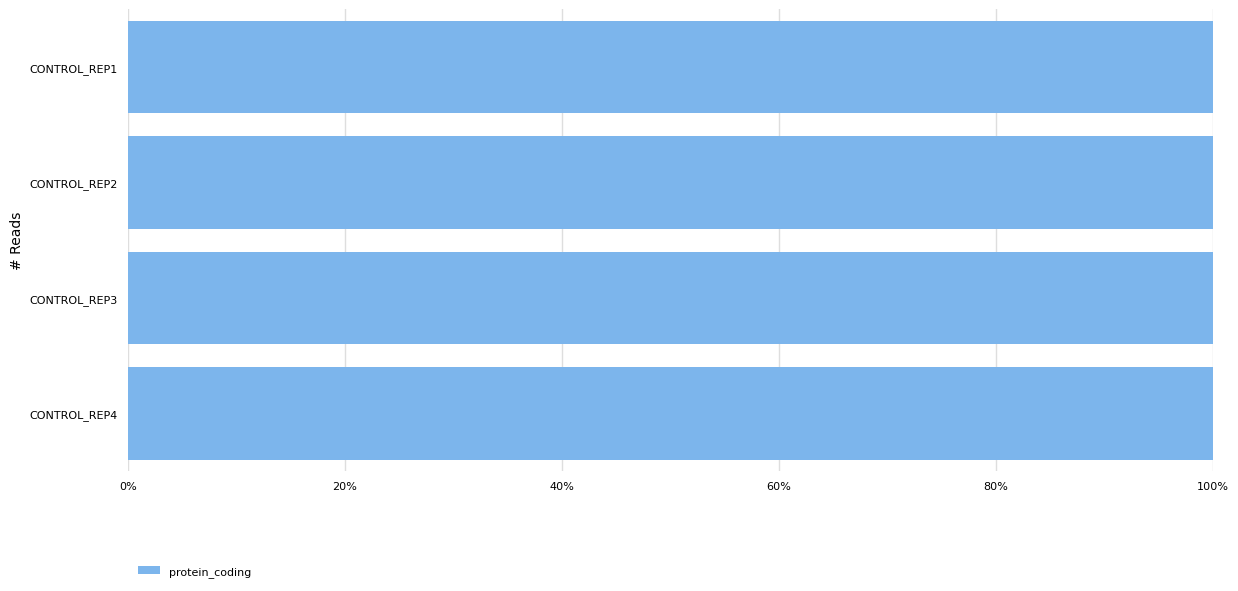 CONTROL_REP1
CONTROL_REP2
# Reads
CONTROL_REP3
CONTROL_REP4
0% 20% 40% 60% 80% 100%
protein_coding